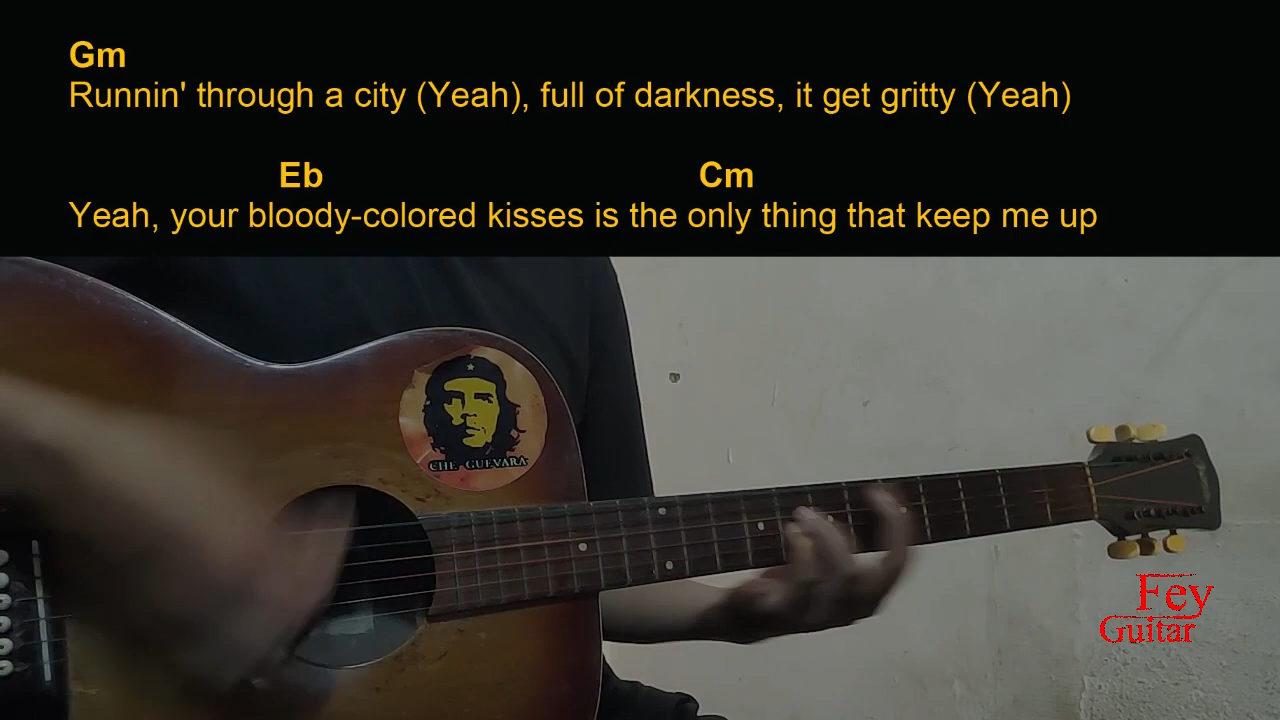 Gm
Runnin' through a city (Yeah), full of darkness, it get gritty (Yeah)
Eb Cm
Yeah, your bloody-colored kisses is the only thing that keep me up
CHE GUEVARA
Fey
Guitar